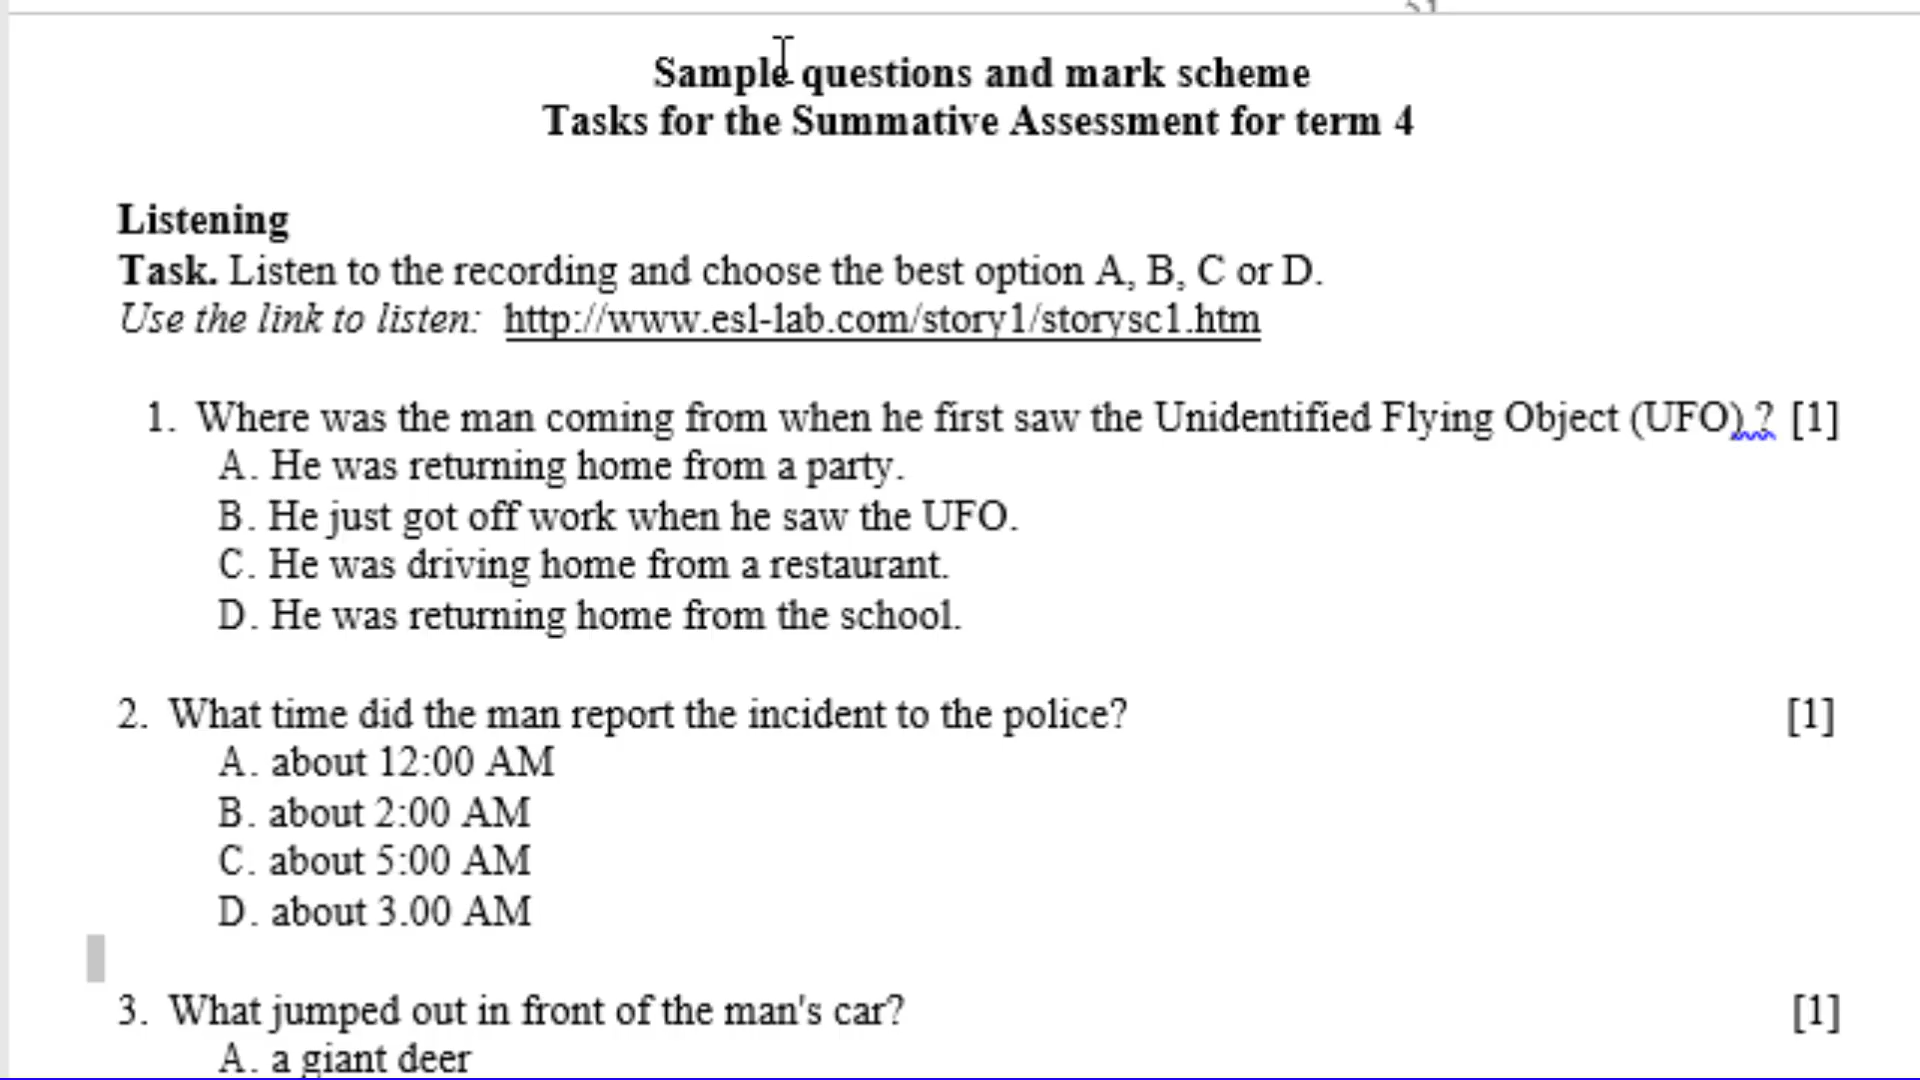 Sample questions and mark scheme
Tasks for the Summative Assessment for term 4
Listening
Task. Listen to the recording and choose the best option A, B, C or D.
Use the link to listen: http://www.esl-lab.com/story1/storysc1.htm
1. Where was the man coming from when he first saw the Unidentified Flying Object (UFO) ? [1]
A. He was returning home from a party.
B. He just got off work when he saw the UFO.
C. He was driving home from a restaurant.
D. He was returning home from the school.
2. What time did the man report the incident to the police? [1]
A. about 12:00 AM
B. about 2:00 AM
C. about 5:00 AM
D. about 3.00 AM
3. What jumped out in front of the man's car? [1]
A. a giant deer